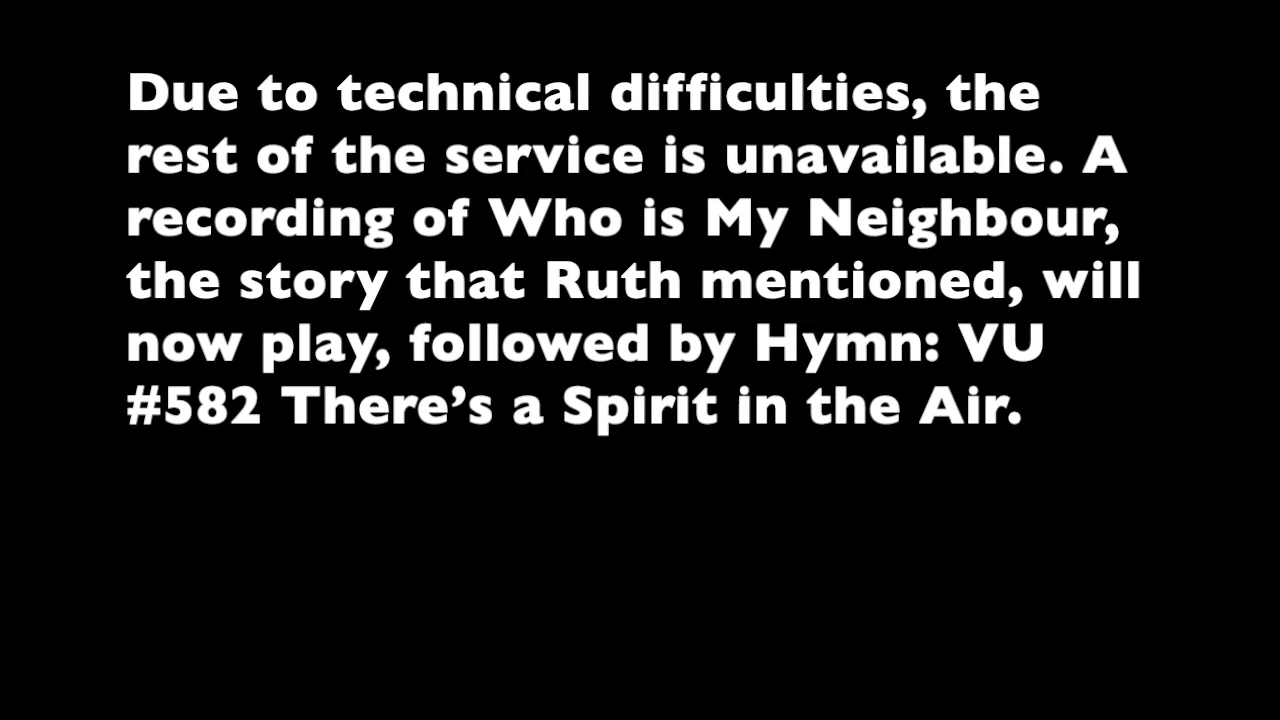 Due to technical difficulties, the
rest of the service is unavailable. A
recording of Who is My Neighbour,
the story that Ruth mentioned, will
now play, followed by Hymn: VU
#582 There’s a Spirit in the Air.